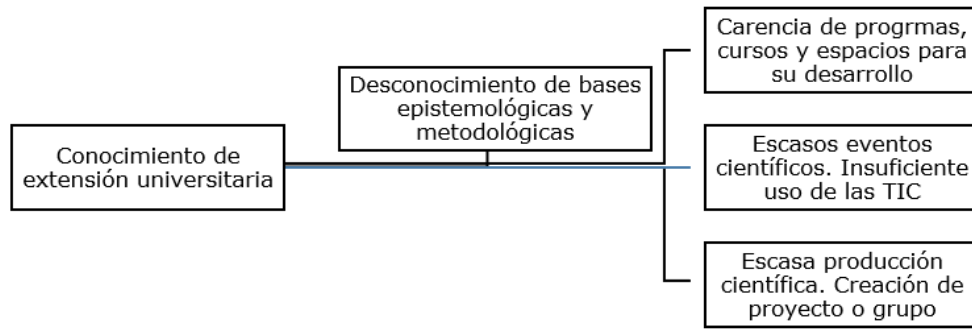 Conocimiento de
extensión universitaria
Desconocimiento de bases
epistemológicas y
metodológicas
Carencia de progrmas,
cursos y espacios para
su desarrollo
Escasos eventos
científicos. Insuficiente
uso de las TIC
Escasa producción
científica. Creación de
proyecto o grupo